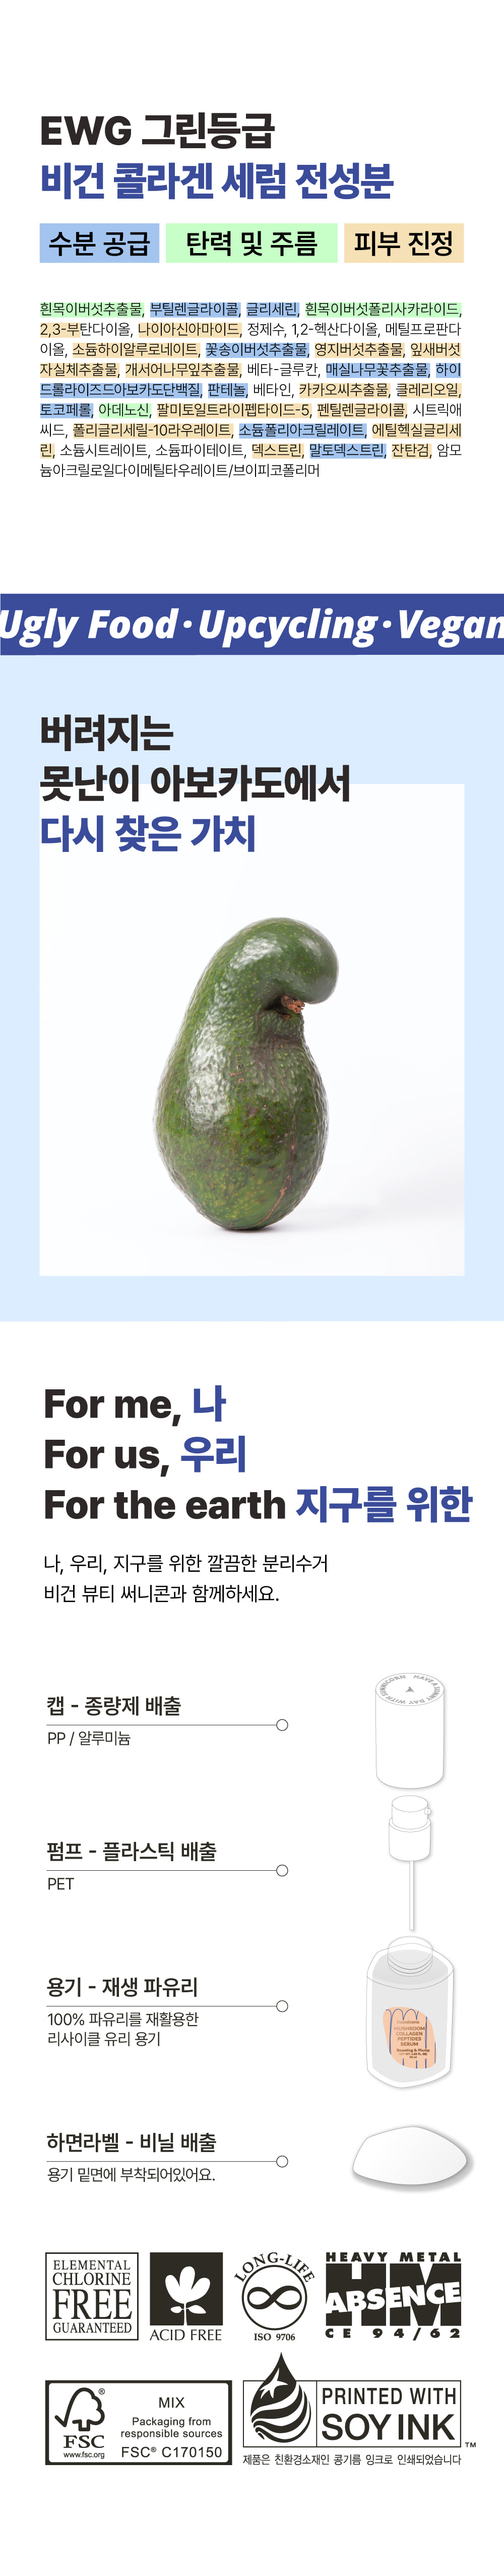 EWG 그린등급
비건 콜라겐 세럼 전성분
수분 공급 탄력 및 주름 피부 진정
흰목이버섯추출물, 부틸렌글라이콜, 글리세린, 흰목이버섯폴리사카라이드,
2,3-부탄다이올, 나이아신아마이드, 정제수, 1,2-헥산다이올, 메틸프로판다
이올, 소듐하이알루로네이트, 꽃송이버섯추출물, 영지버섯추출물, 잎새버섯
자실체추출물, 개서어나무잎추출물, 베타-글루칸, 매실나무꽃추출물, 하이
드롤라이즈드아보카도단백질, 판테놀, 베타인, 카카오씨추출물, 클레리오일,
토코페롤, 아데노신, 팔미토일트라이펩타이드-5, 펜틸렌글라이콜, 시트릭애
씨드, 폴리글리세릴-10라우레이트, 소듐폴리아크릴레이트, 에틸헥실글리세
린, 소듐시트레이트, 소듐파이테이트, 덱스트린, 말토덱스트린, 잔탄검, 암모
늄아크릴로일다이메틸타우레이트/브이피코폴리머
Ugly Food · Upcycling · Vegan
버려지는
못난이 아보카도에서
다시 찾은 가치
For me, 나
For us, 우리
For the earth 지구를 위한
나, 우리, 지구를 위한 깔끔한 분리수거
비건 뷰티 써니콘과 함께하세요.
캡 - 종량제 배출
PP / 알루미늄
펌프 - 플라스틱 배출
PET
용기 - 재생 파유리
100% 파유리를 재활용한
리사이클 유리 용기
MUSHROOM
COLLAGEN
PEPTIDES
SERUM
하면라벨 - 비닐 배출
용기 밑면에 부착되어있어요.
ELEMENTAL
CHLORINE
FREE
GUARANTEED
ACID FREE
LONG-LIFE
ISO 9706
HEAVY METAL
HM
ABSENCE
CE 94/62
FSC
®
www.fsc.org
MIX
Packaging from
responsible sources
FSC® C170150
PRINTED WITH
SOY INK
TM
제품은 친환경소재인 콩기름 잉크로 인쇄되었습니다